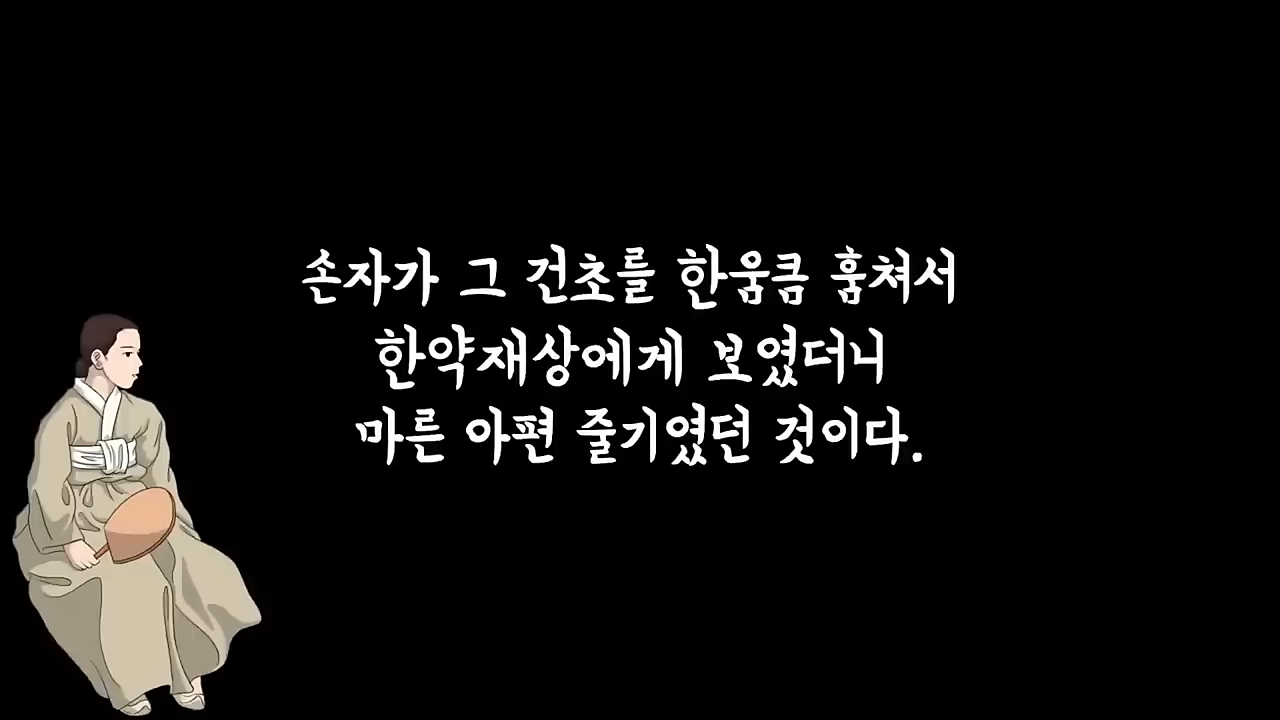 손자가 그 건초를 한움큼 훔쳐서
한약재상에게 보였더니
마른 아편 줄기였던 것이다.